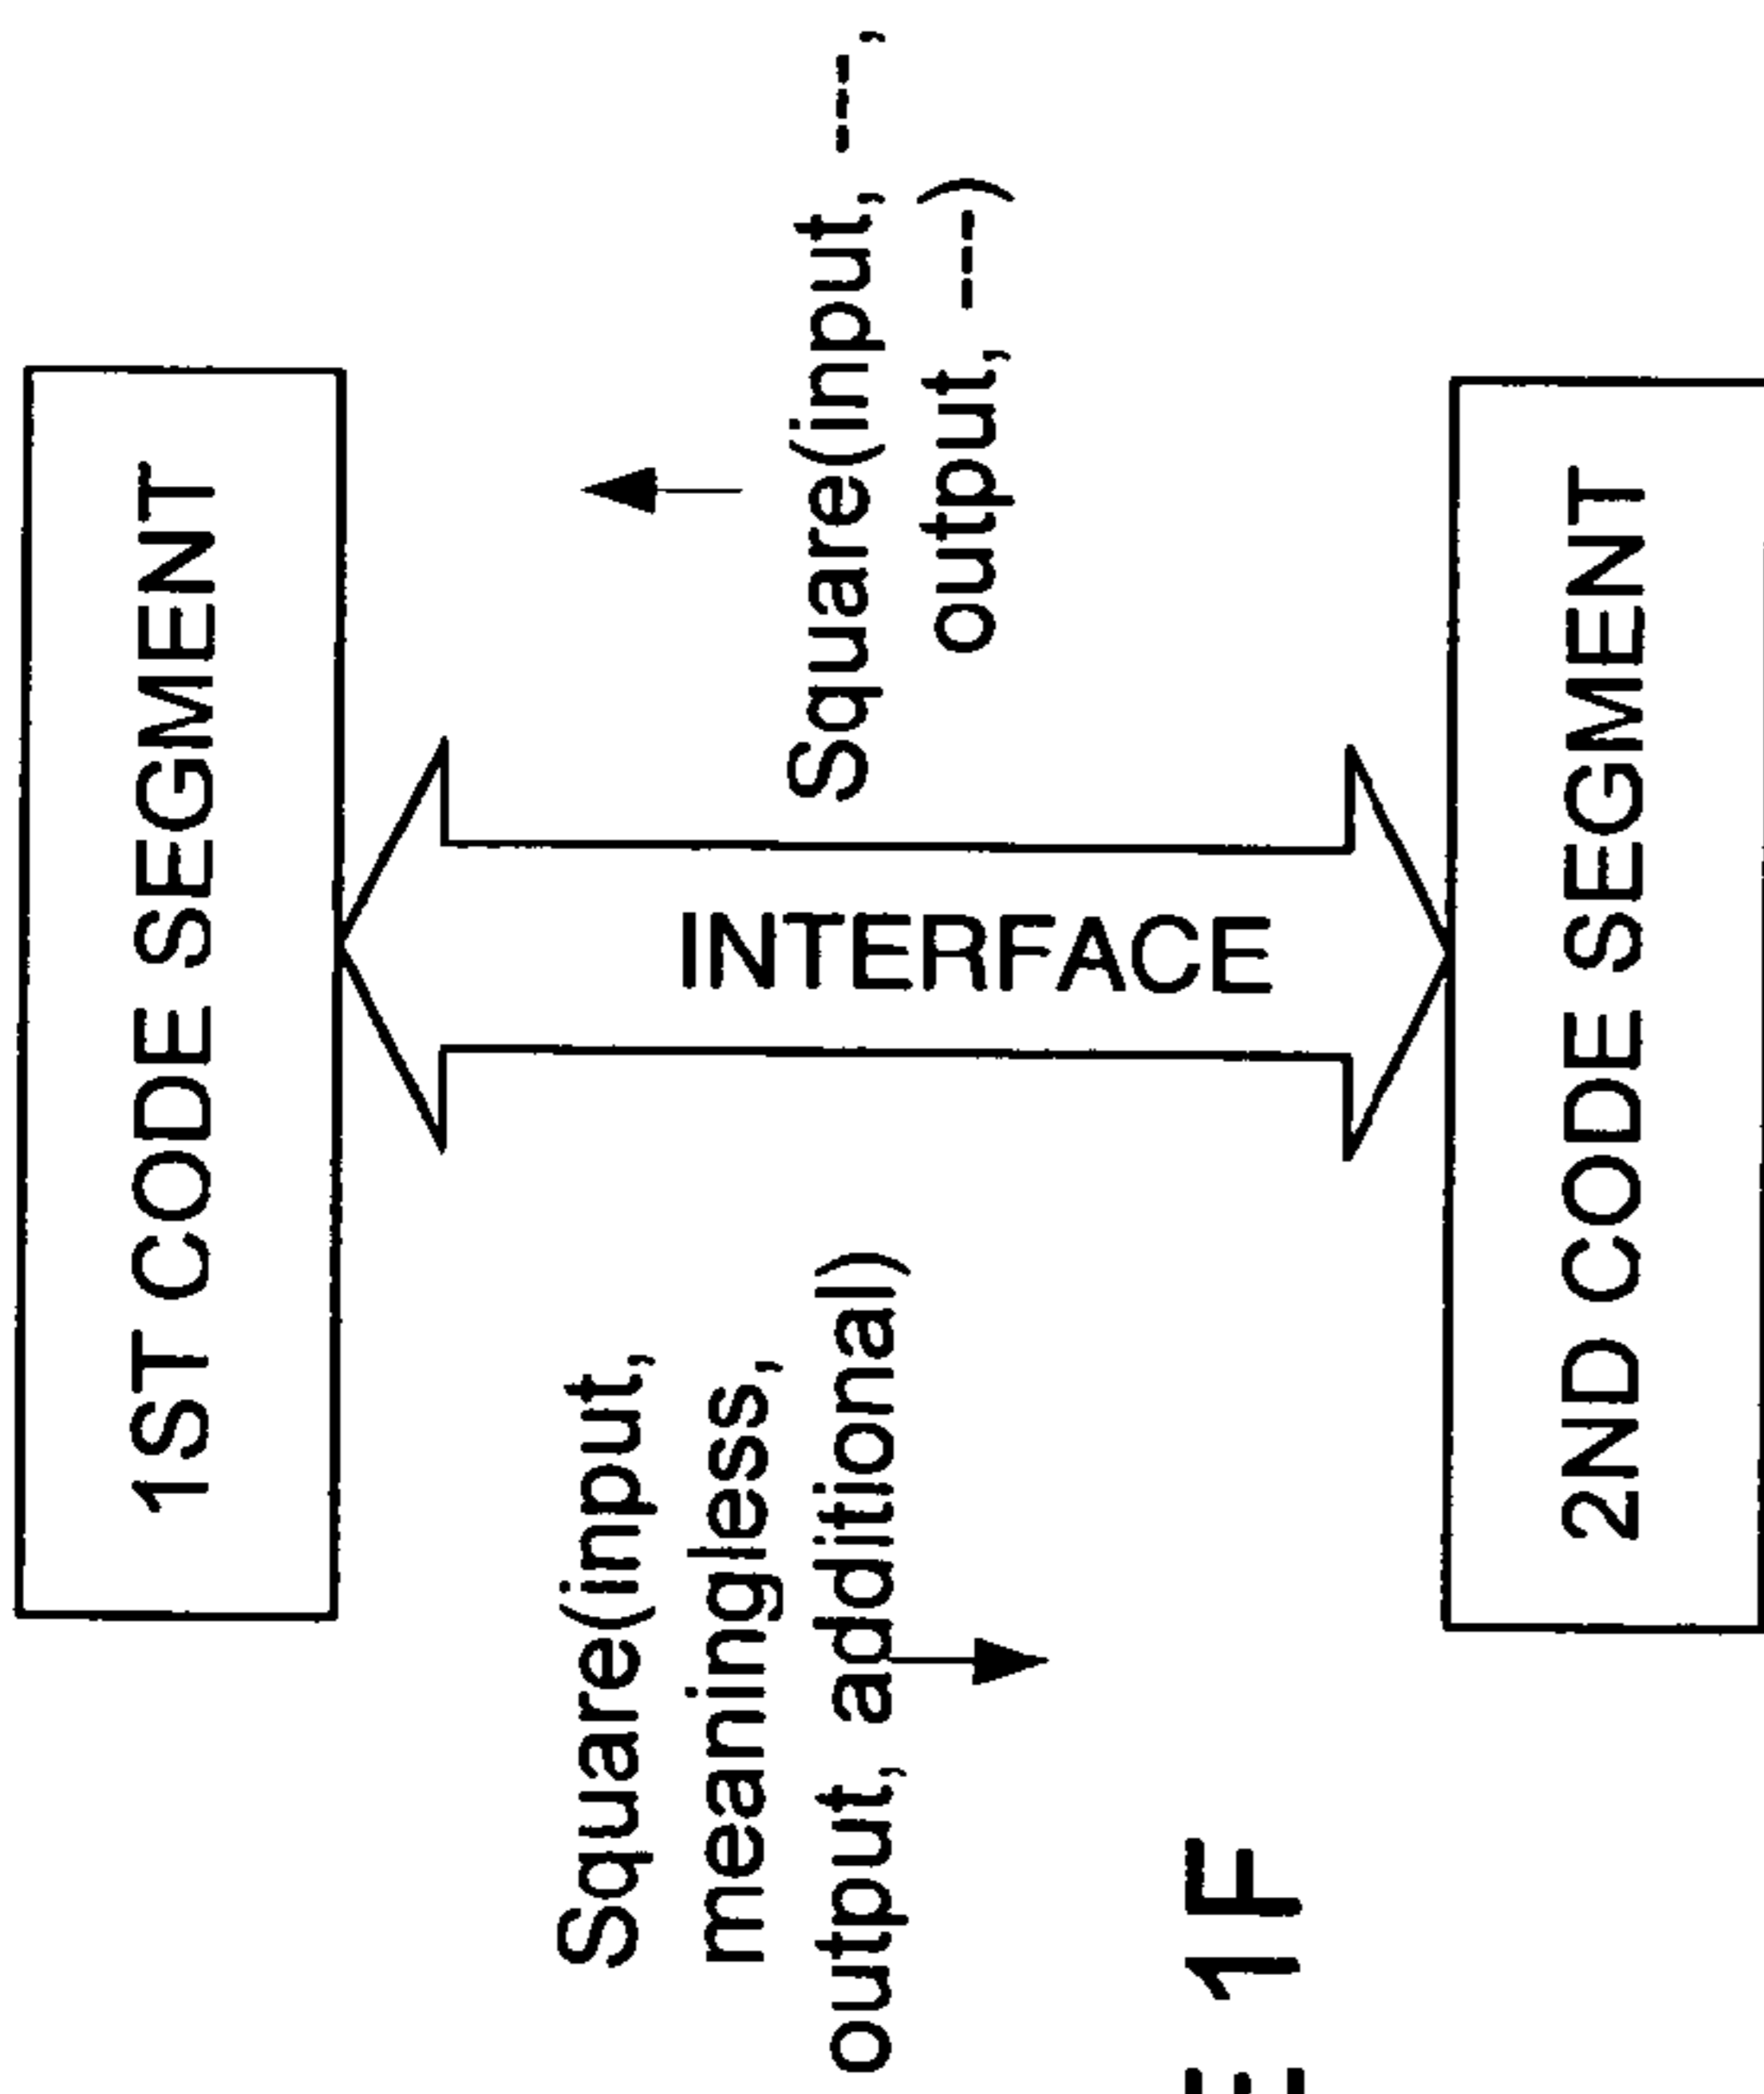 1ST CODE SEGMENT
Square(input,
meaningless,
output, additional)
INTERFACE
Square(input, ---,
output, ---)
2ND CODE SEGMENT
1F